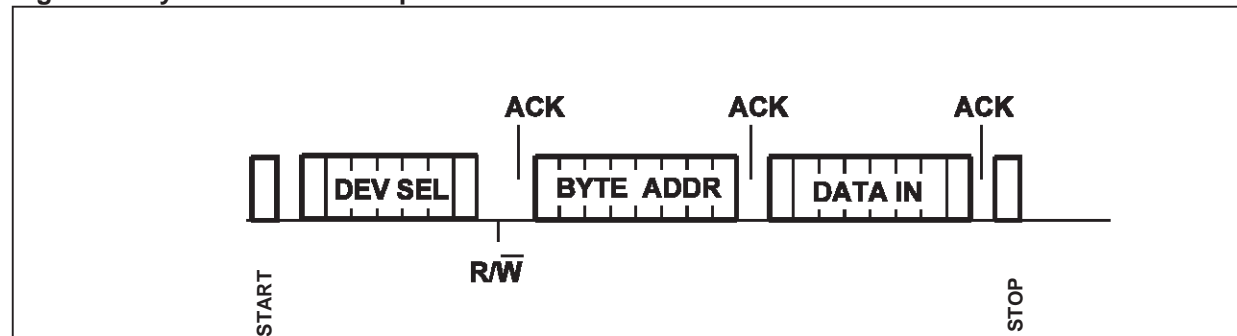 ACK ACK ACK
DEV SEL BYTE ADDR DATA IN
R/W̅
START
STOP